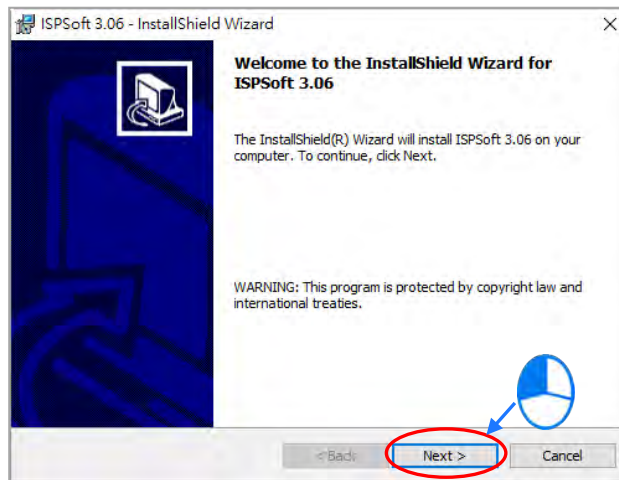 ISPSoft 3.06 - InstallShield Wizard
Welcome to the InstallShield Wizard for
ISPSoft 3.06
The InstallShield(R) Wizard will install ISPSoft 3.06 on your
computer. To continue, click Next.
WARNING: This program is protected by copyright law and
international treaties.
< Back Next > Cancel